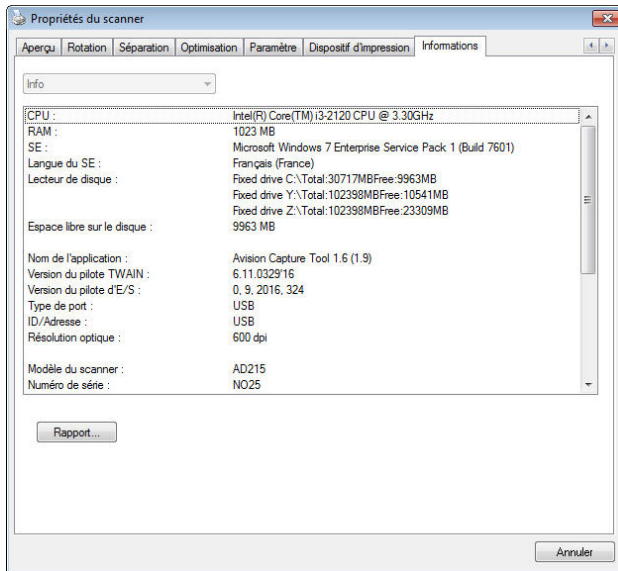 Propriétés du scanner
Aperçu Rotation Séparation Optimisation Paramètre Dispositif d'impression Informations
Info
CPU : Intel(R) Core(TM) i3-2120 CPU @ 3.30GHz
RAM : 1023 MB
SE : Microsoft Windows 7 Enterprise Service Pack 1 (Build 7601)
Langue du SE : Français (France)
Lecteur de disque : Fixed drive C:\Total:30717MBFree:9963MB
Fixed drive Y:\Total:102398MBFree:10541MB
Fixed drive Z:\Total:102398MBFree:23309MB
Espace libre sur le disque : 9963 MB
Nom de l'application : Avision Capture Tool 1.6 (1.9)
Version du pilote TWAIN : 6.11.0329'16
Version du pilote d'E/S : 0, 9, 2016, 324
Type de port : USB
ID/Adresse : USB
Résolution optique : 600 dpi
Modèle du scanner : AD215
Numéro de série : NO25
Rapport...
Annuler